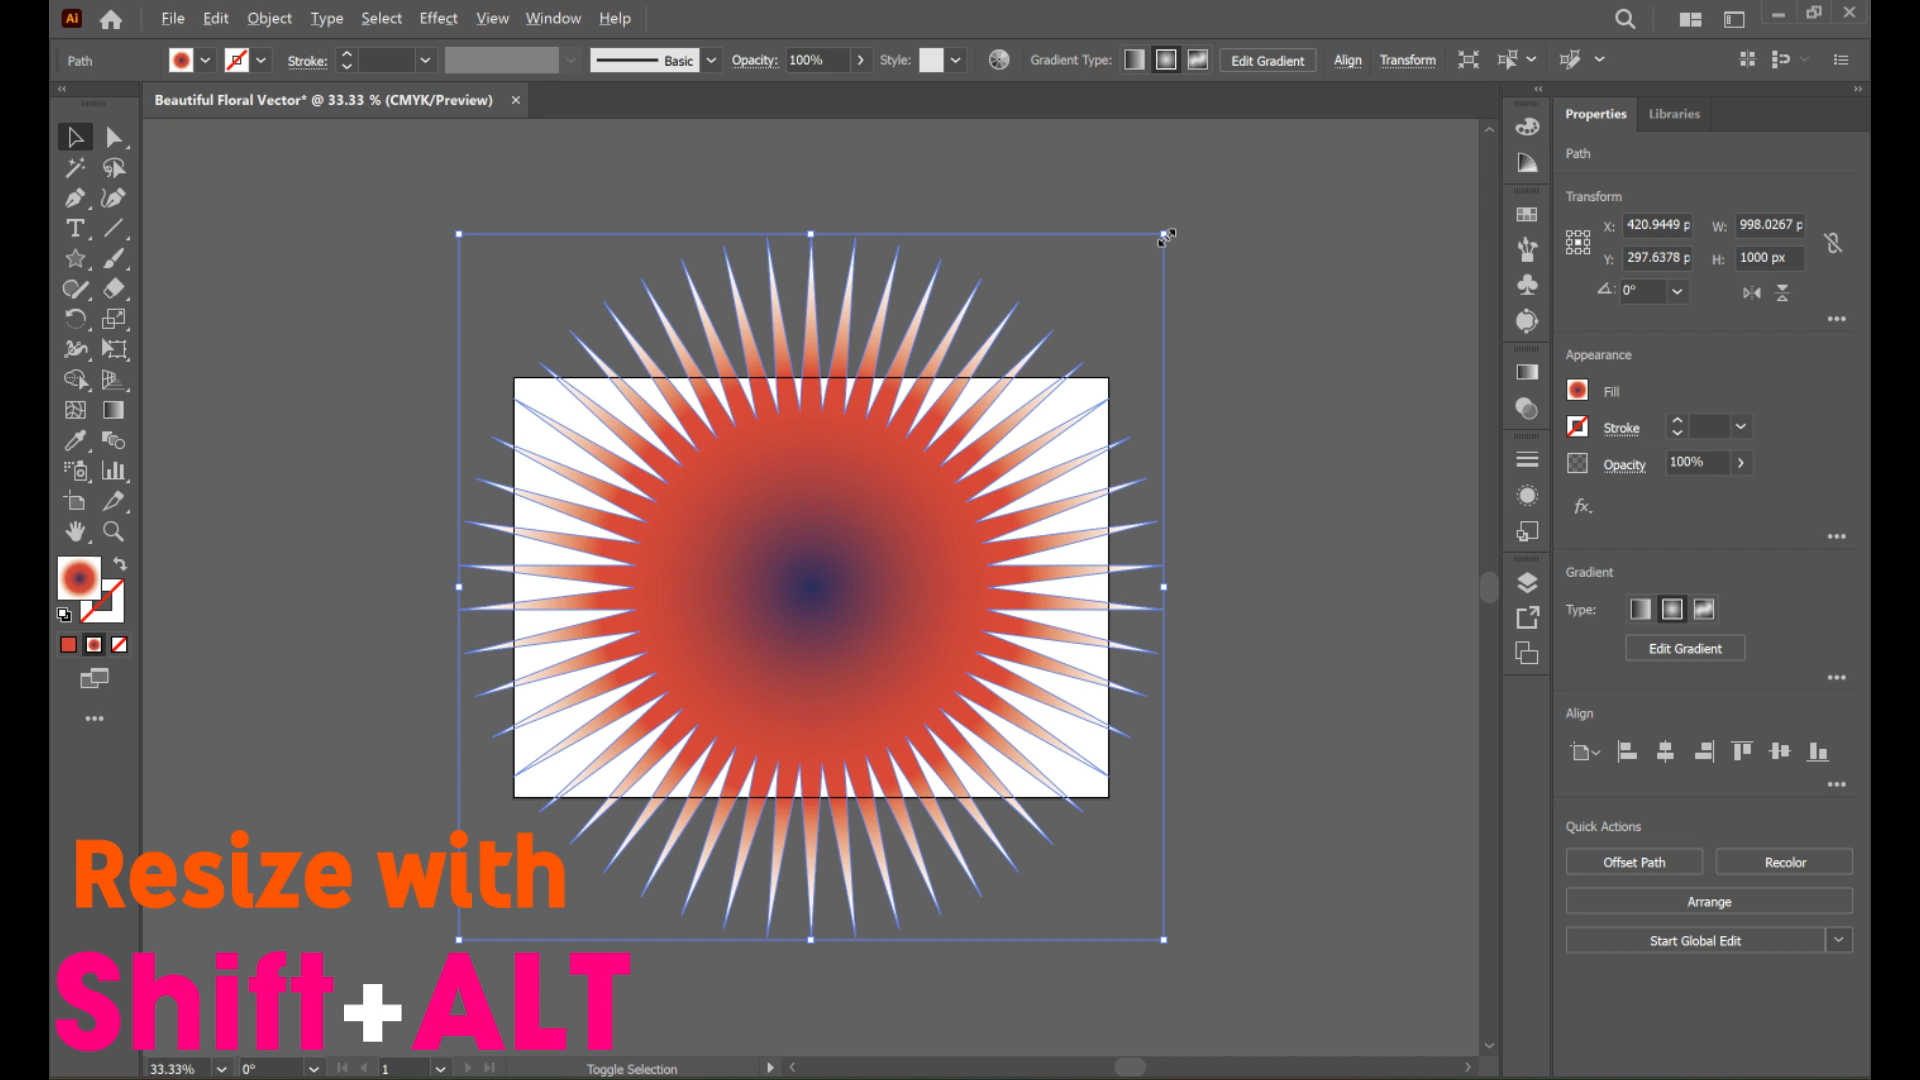 Ai File Edit Object Type Select Effect View Window Help
Path Stroke: Basic Opacity: 100% Style: Gradient Type: Edit Gradient Align Transform
Beautiful Floral Vector* @ 33.33 % (CMYK/Preview) ×
Properties Libraries
Path
Transform
X: 420.9449 p W: 998.0267 p
Y: 297.6378 p H: 1000 px
0°
Appearance
Fill
Stroke
Opacity 100%
fx.
Gradient
Type:
Edit Gradient
Align
Quick Actions
Offset Path Recolor
Arrange
Start Global Edit
Resize with
Shift+ALT
33.33% 0° 1 Toggle Selection